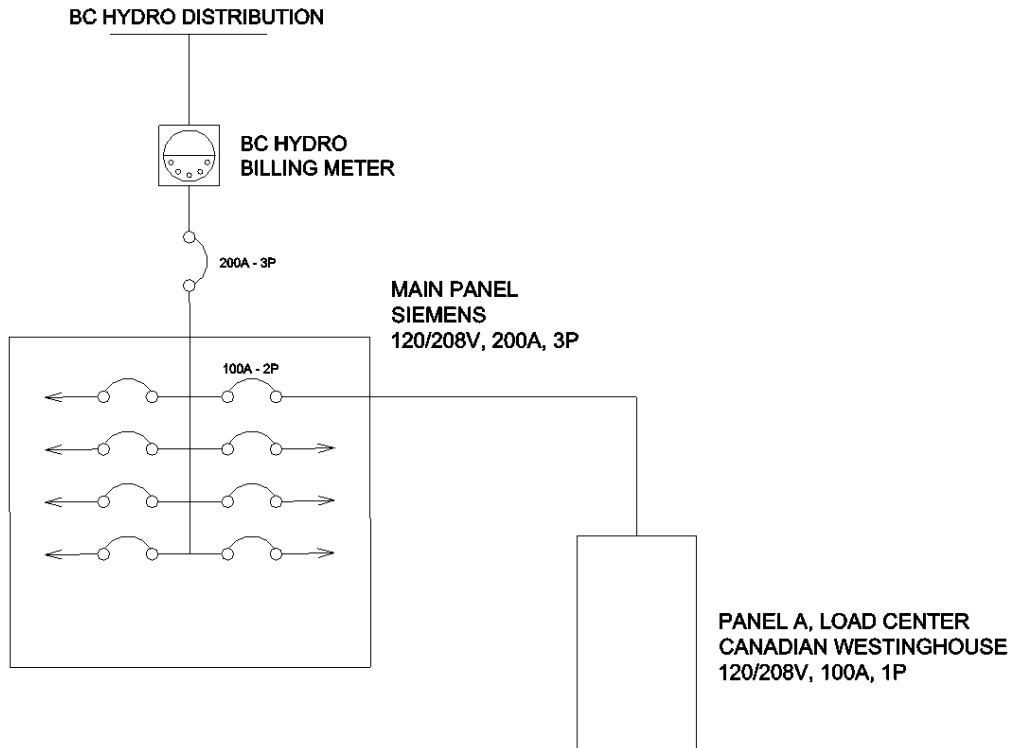 BC HYDRO DISTRIBUTION
BC HYDRO
BILLING METER
200A - 3P
MAIN PANEL
SIEMENS
120/208V, 200A, 3P
100A - 2P
PANEL A, LOAD CENTER
CANADIAN WESTINGHOUSE
120/208V, 100A, 1P